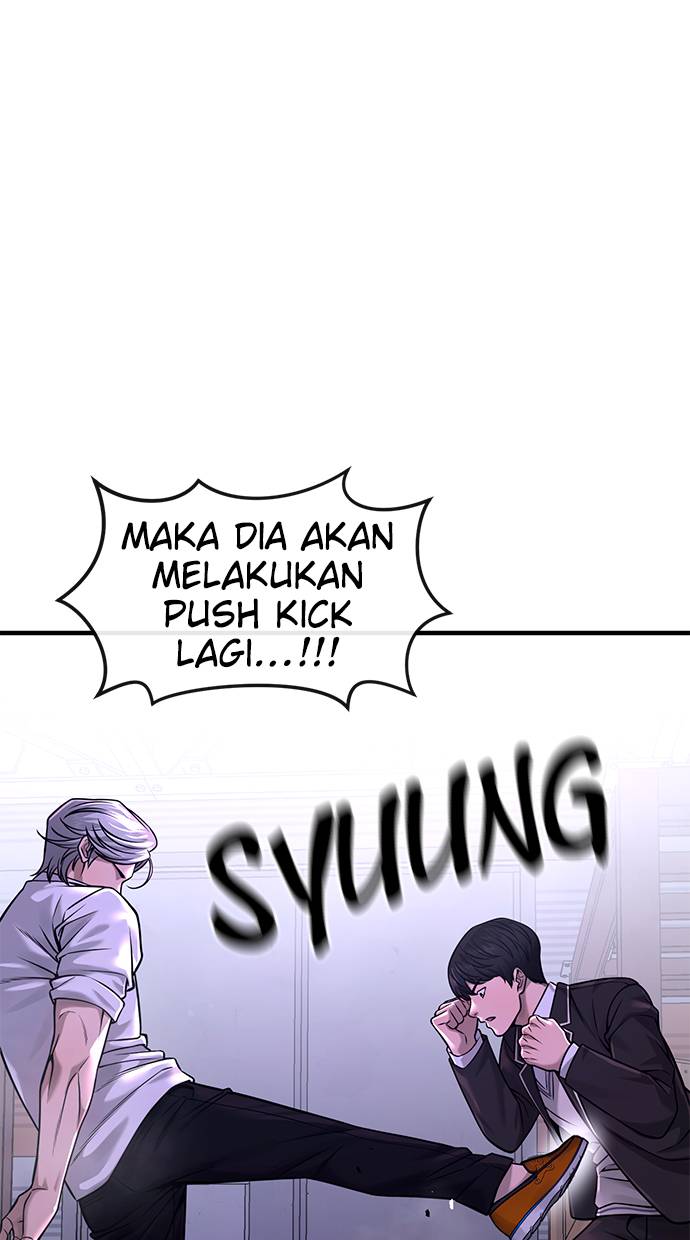 MAKA DIA AKAN
MELAKUKAN
PUSH KICK
LAGI...!!!
SYUUNG